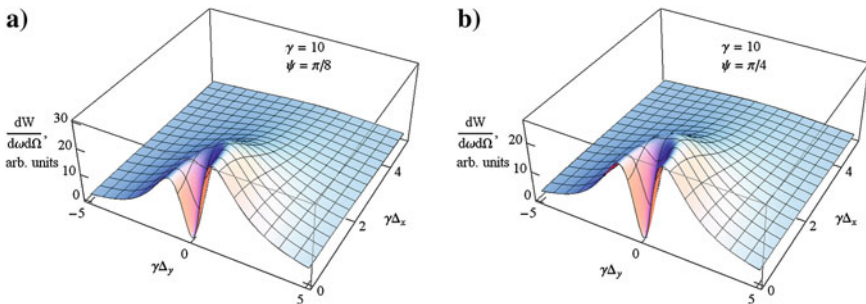 a)
γ = 10
ψ = π/8
dW
dωdΩ,
arb. units
30
20
10
0
-5
0
5
γΔy
0
2
4
γΔx
b)
γ = 10
ψ = π/4
dW
dωdΩ,
arb. units
20
10
0
-5
0
5
γΔy
0
2
4
γΔx